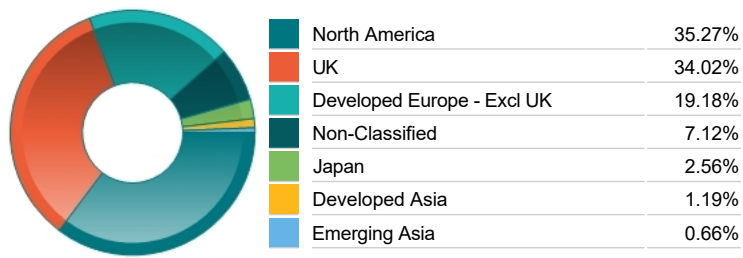 North America 35.27%
UK 34.02%
Developed Europe - Excl UK 19.18%
Non-Classified 7.12%
Japan 2.56%
Developed Asia 1.19%
Emerging Asia 0.66%